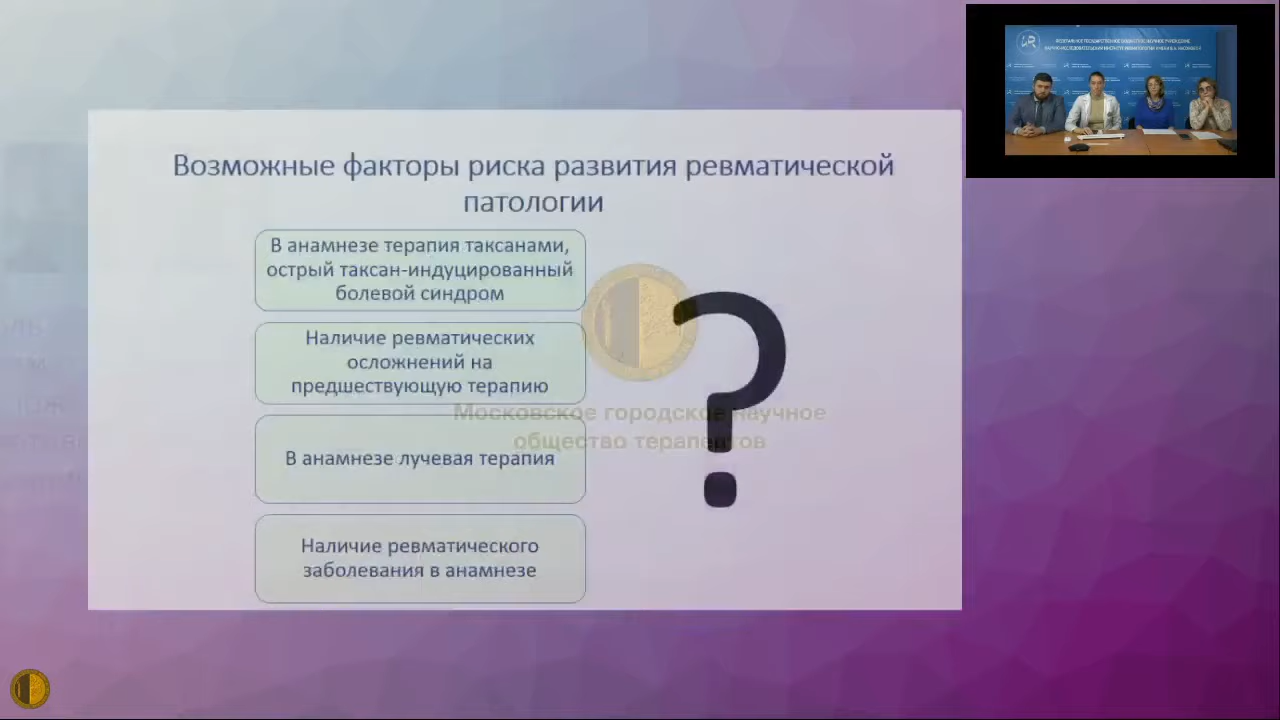 Возможные факторы риска развития ревматической
патологии
В анамнезе терапия таксанами,
острый таксан-индуцированный
болевой синдром
Наличие ревматических
осложнений на
предшествующую терапию
В анамнезе лучевая терапия
Наличие ревматического
заболевания в анамнезе
?
Московское городское научное
общество терапевтов